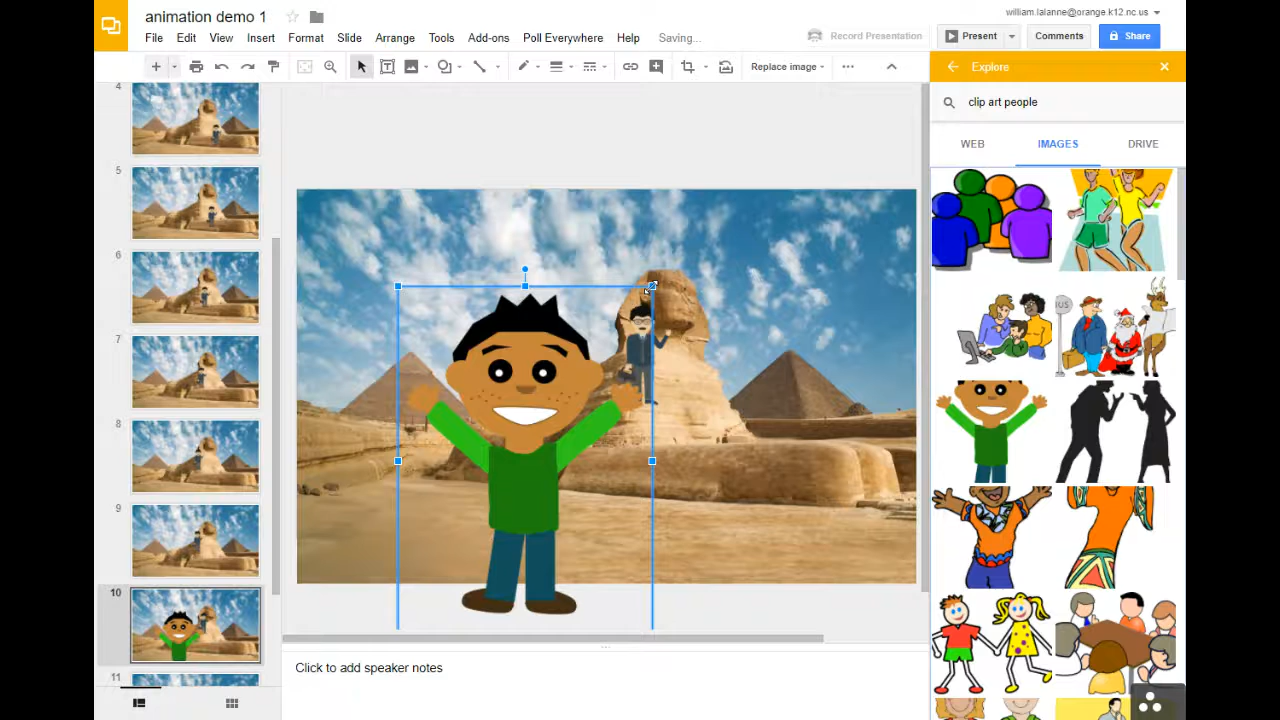 animation demo 1
william.lalanne@orange.k12.nc.us
File Edit View Insert Format Slide Arrange Tools Add-ons Poll Everywhere Help Saving...
Record Presentation Present Comments Share
Replace image
Explore
clip art people
WEB IMAGES DRIVE
4
5
6
7
8
9
10
11
Click to add speaker notes